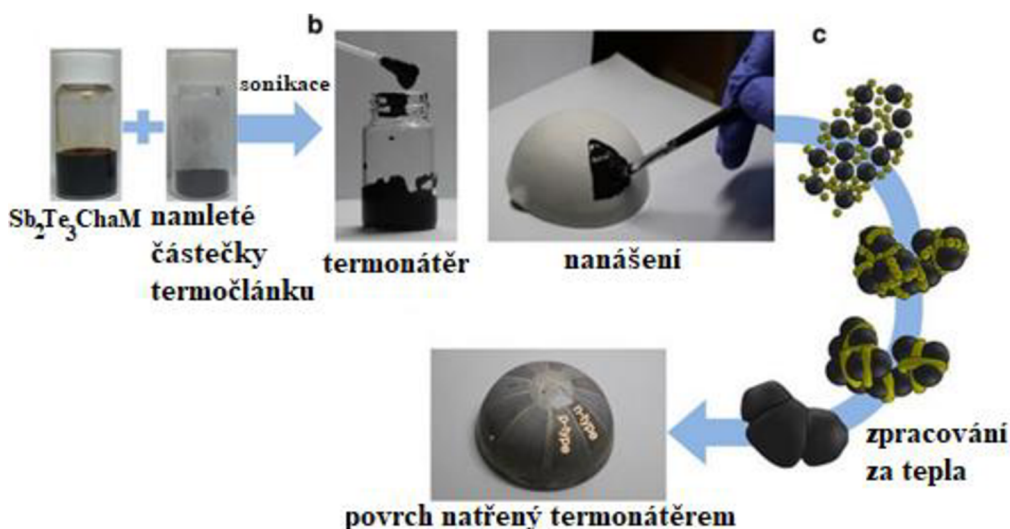 b
c
sonikace
Sb2Te3ChaM
namleté
částečky
termočlánku
termonátěr
nanášení
n-type
p-type
zpracování
za tepla
povrch natřený termonátěrem